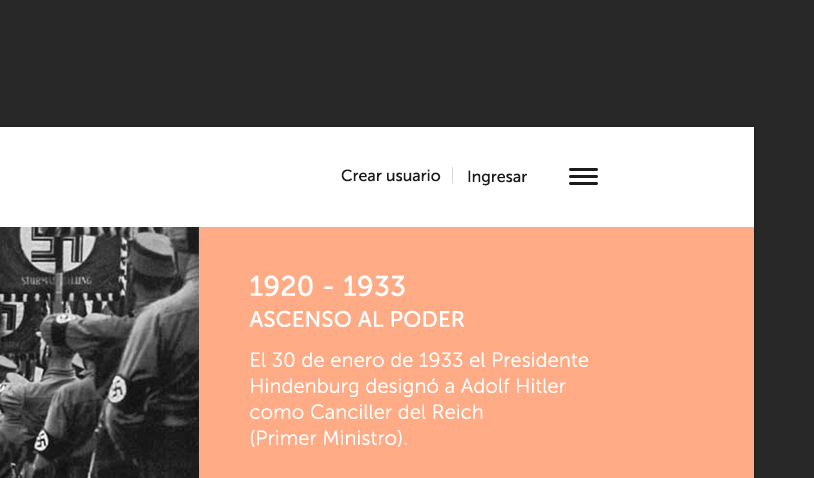 Crear usuario
Ingresar
1920 - 1933
ASCENSO AL PODER
El 30 de enero de 1933 el Presidente
Hindenburg designó a Adolf Hitler
como Canciller del Reich
(Primer Ministro).